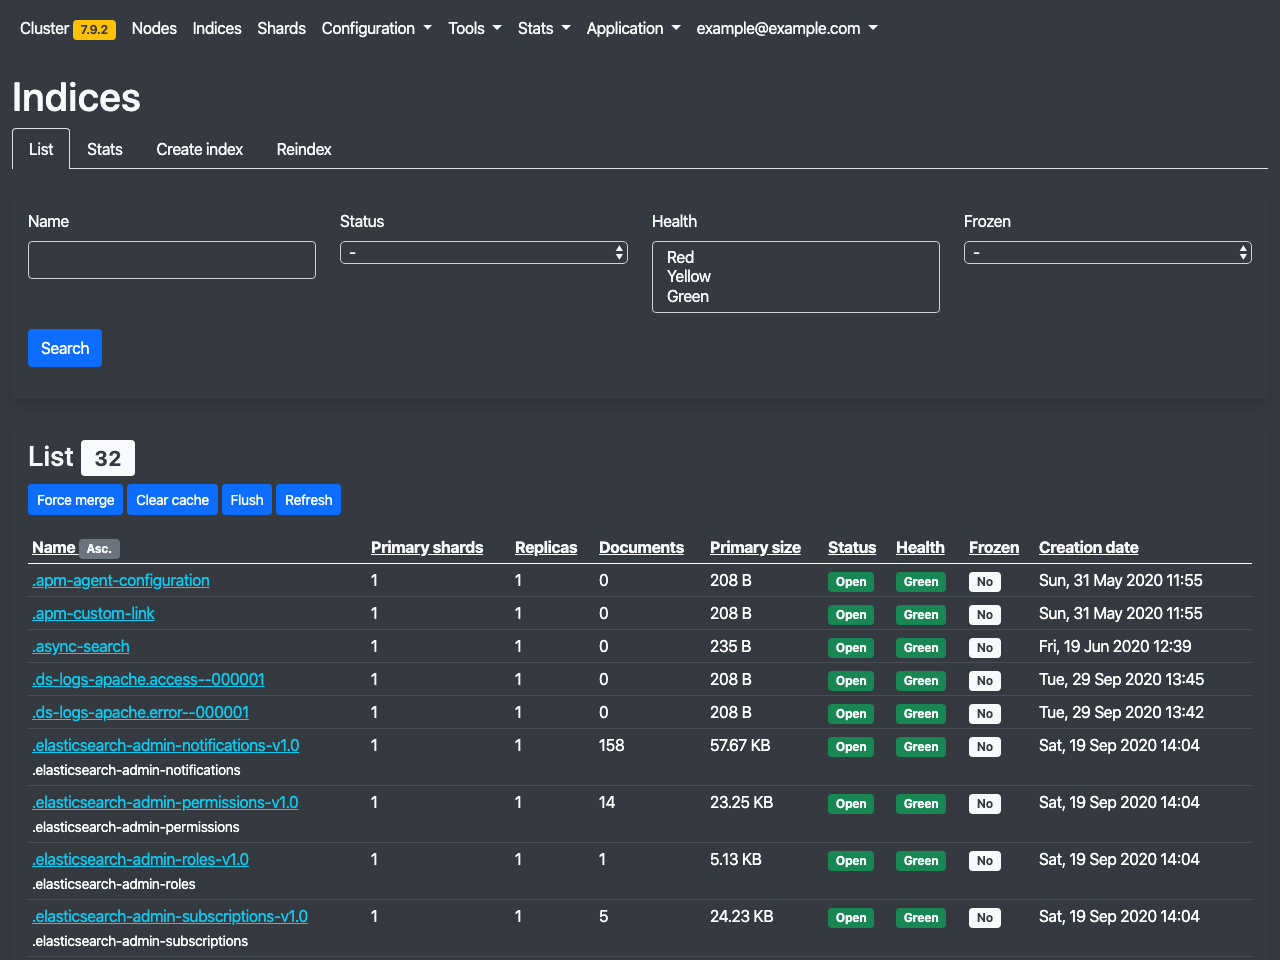 Cluster 7.9.2 Nodes Indices Shards Configuration Tools Stats Application example@example.com
Indices
List Stats Create index Reindex
Name Status Health Frozen
- Red -
Yellow
Green
Search
List 32
Force merge Clear cache Flush Refresh
Name Asc. Primary shards Replicas Documents Primary size Status Health Frozen Creation date
.apm-agent-configuration 1 1 0 208 B Open Green No Sun, 31 May 2020 11:55
.apm-custom-link 1 1 0 208 B Open Green No Sun, 31 May 2020 11:55
.async-search 1 1 0 235 B Open Green No Fri, 19 Jun 2020 12:39
.ds-logs-apache.access--000001 1 1 0 208 B Open Green No Tue, 29 Sep 2020 13:45
.ds-logs-apache.error--000001 1 1 0 208 B Open Green No Tue, 29 Sep 2020 13:42
.elasticsearch-admin-notifications-v1.0 1 1 158 57.67 KB Open Green No Sat, 19 Sep 2020 14:04
.elasticsearch-admin-notifications
.elasticsearch-admin-permissions-v1.0 1 1 14 23.25 KB Open Green No Sat, 19 Sep 2020 14:04
.elasticsearch-admin-permissions
.elasticsearch-admin-roles-v1.0 1 1 1 5.13 KB Open Green No Sat, 19 Sep 2020 14:04
.elasticsearch-admin-roles
.elasticsearch-admin-subscriptions-v1.0 1 1 5 24.23 KB Open Green No Sat, 19 Sep 2020 14:04
.elasticsearch-admin-subscriptions